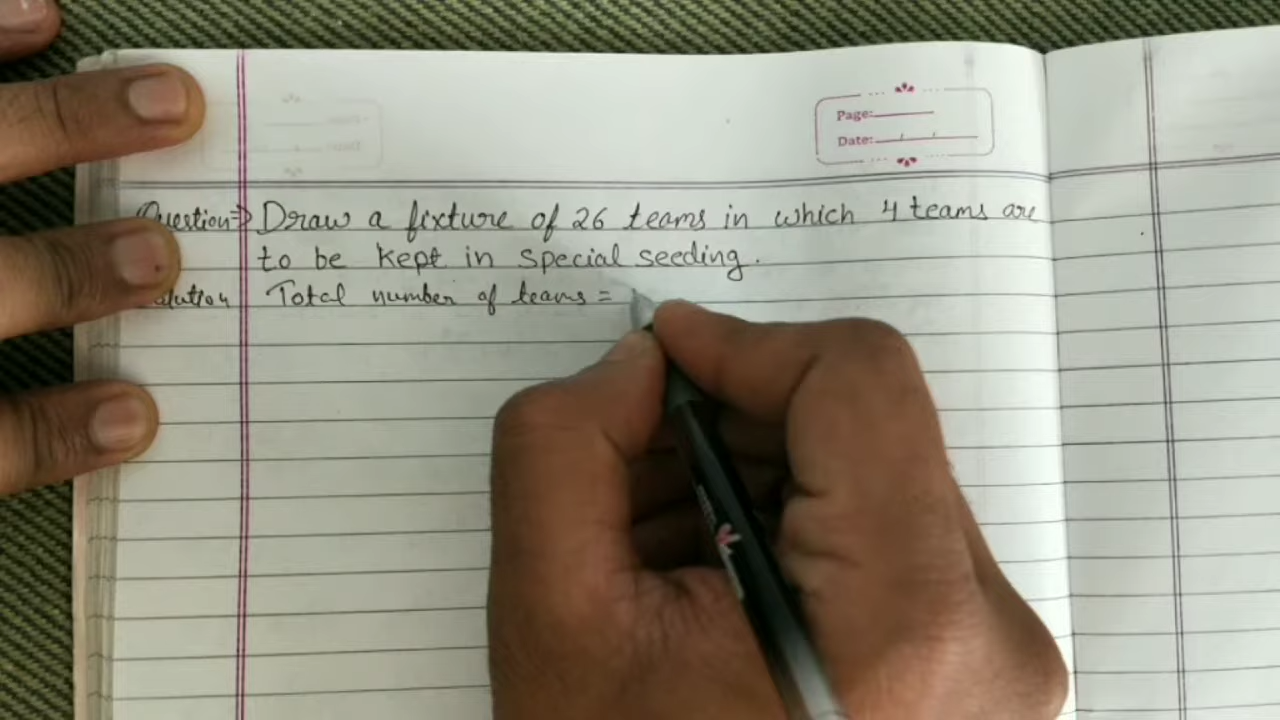 Page:
Date:
Question⇒ Draw a fixture of 26 teams in which 4 teams are
to be kept in special seeding.
Total number of teams =